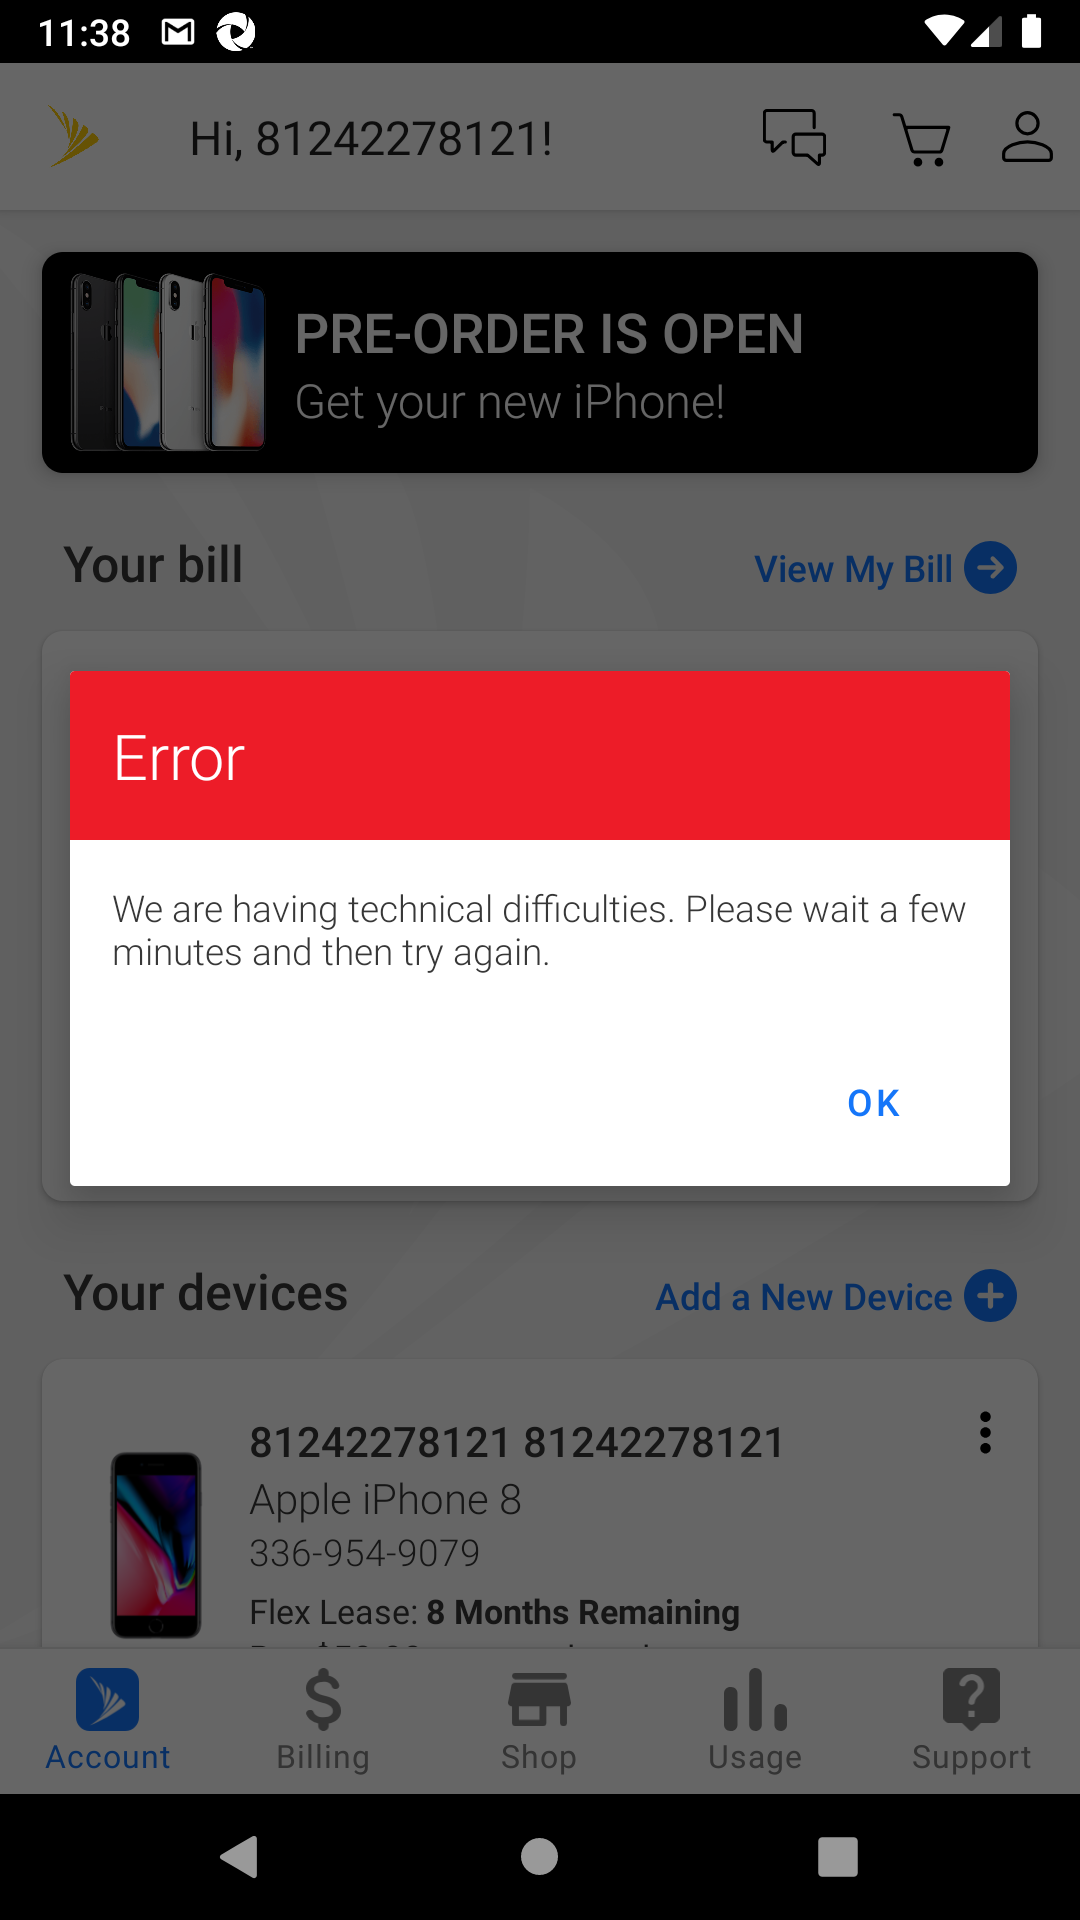 11:38
Hi, 81242278121!
PRE-ORDER IS OPEN
Get your new iPhone!
Your bill
View My Bill
Error
We are having technical difficulties. Please wait a few
minutes and then try again.
OK
Your devices
Add a New Device
81242278121 81242278121
Apple iPhone 8
336-954-9079
Flex Lease: 8 Months Remaining
Account
Billing
Shop
Usage
Support